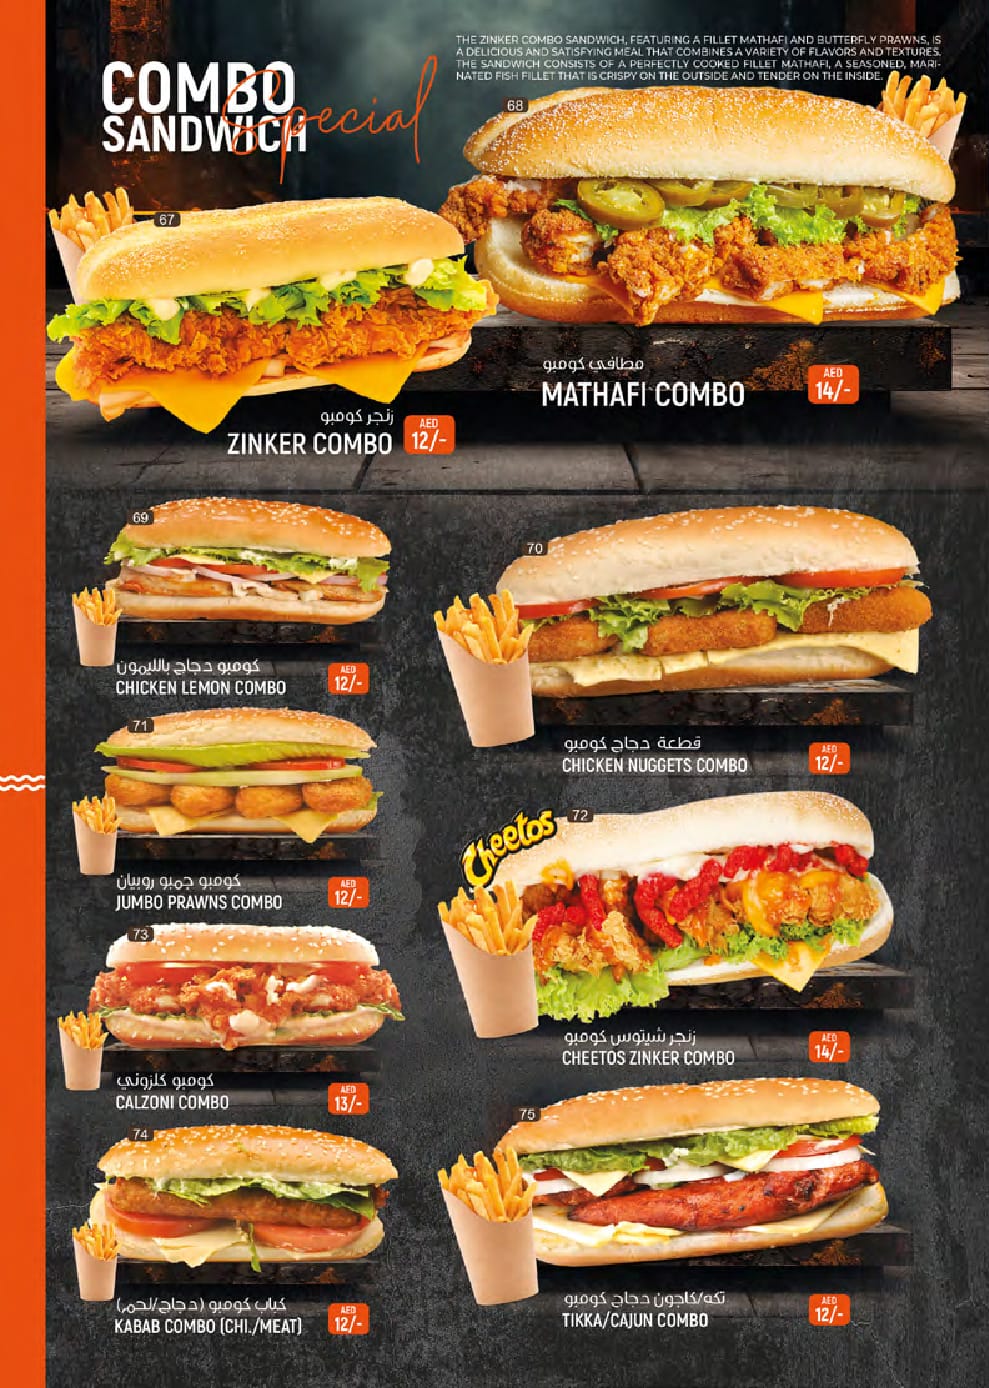 THE ZINKER COMBO SANDWICH, FEATURING A FILLET MATHAFI AND BUTTERFLY PRAWNS, IS
A DELICIOUS AND SATISFYING MEAL THAT COMBINES A VARIETY OF FLAVORS AND TEXTURES.
THE SANDWICH CONSISTS OF A PERFECTLY COOKED FILLET MATHAFI, A SEASONED, MARI-
NATED FISH FILLET THAT IS CRISPY ON THE OUTSIDE AND TENDER ON THE INSIDE.
COMBO
SANDWICH
Special
68
67
مطافي كومبو
MATHAFI COMBO
AED
14/-
زنجر كومبو
ZINKER COMBO
AED
12/-
69
كومبو دجاج بالليمون
CHICKEN LEMON COMBO
AED
12/-
70
قطعة دجاج كومبو
CHICKEN NUGGETS COMBO
AED
12/-
71
كومبو جمبو روبيان
JUMBO PRAWNS COMBO
AED
12/-
72
Cheetos
زنجر شيتوس كومبو
CHEETOS ZINKER COMBO
AED
14/-
73
كومبو كلزوني
CALZONI COMBO
AED
13/-
74
كباب كومبو (دجاج/لحم)
KABAB COMBO (CHI./MEAT)
AED
12/-
75
تكه/كاجون دجاج كومبو
TIKKA/CAJUN COMBO
AED
12/-